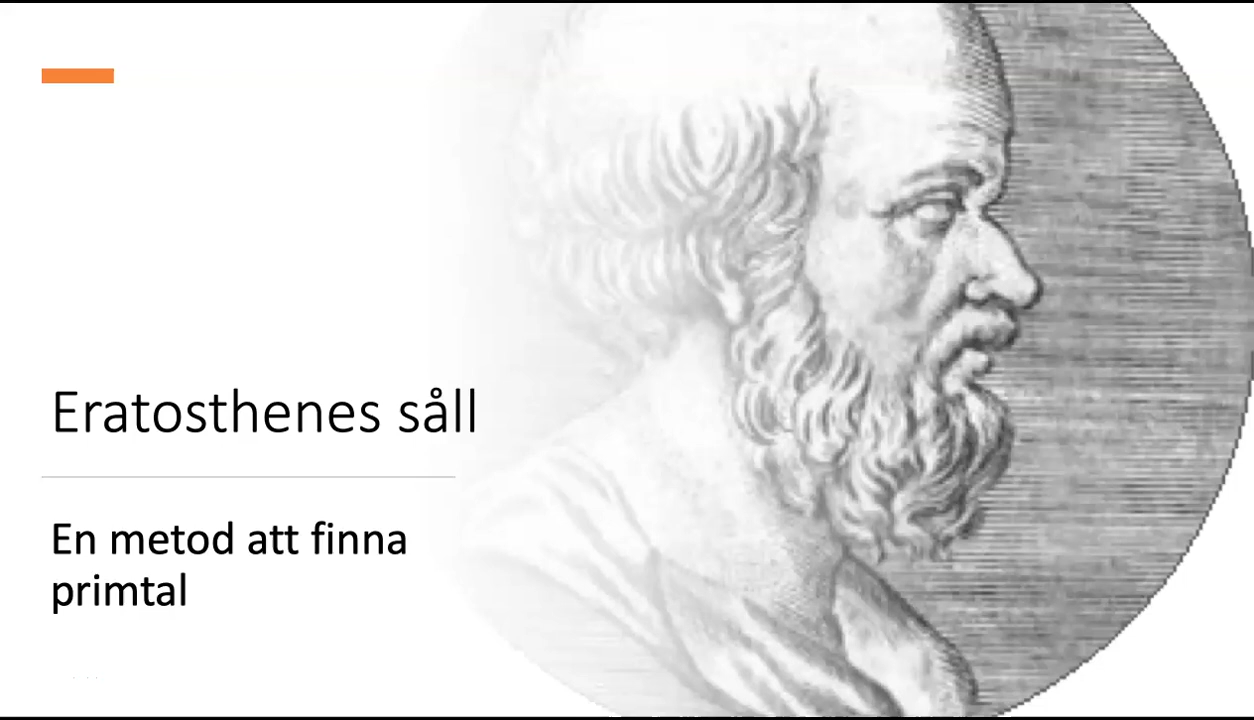 Eratosthenes såll
En metod att finna
primtal